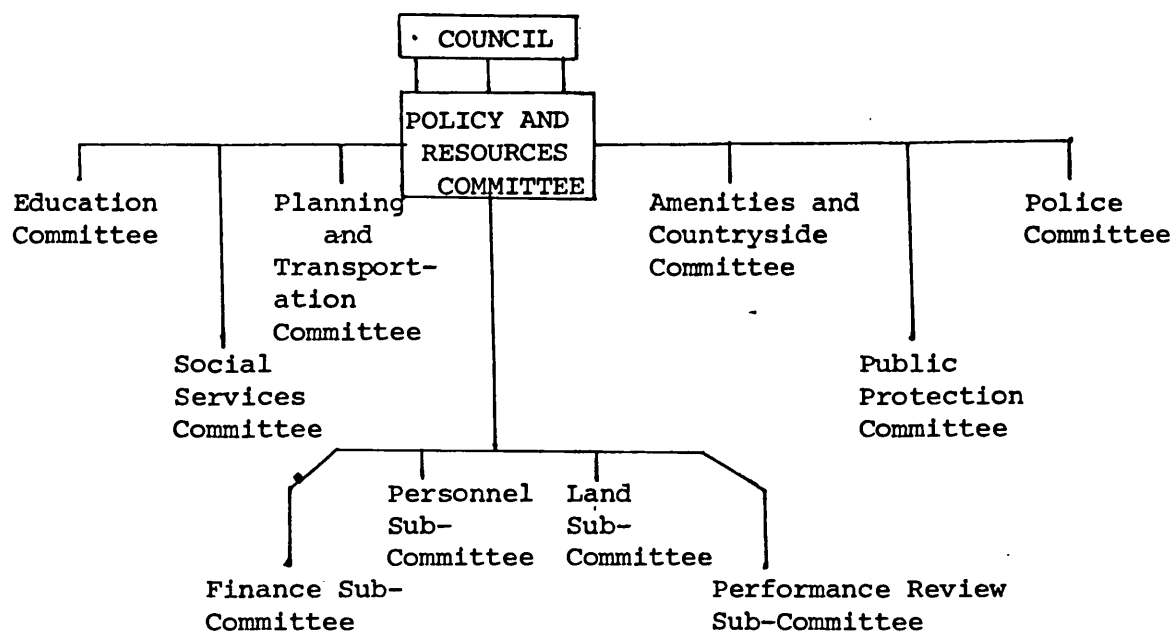 COUNCIL
POLICY AND
RESOURCES
COMMITTEE
Education
Committee
Planning
and
Transport-
ation
Committee
Amenities and
Countryside
Committee
Police
Committee
Social
Services
Committee
Public
Protection
Committee
Personnel
Sub-
Committee
Land
Sub-
Committee
Finance Sub-
Committee
Performance Review
Sub-Committee